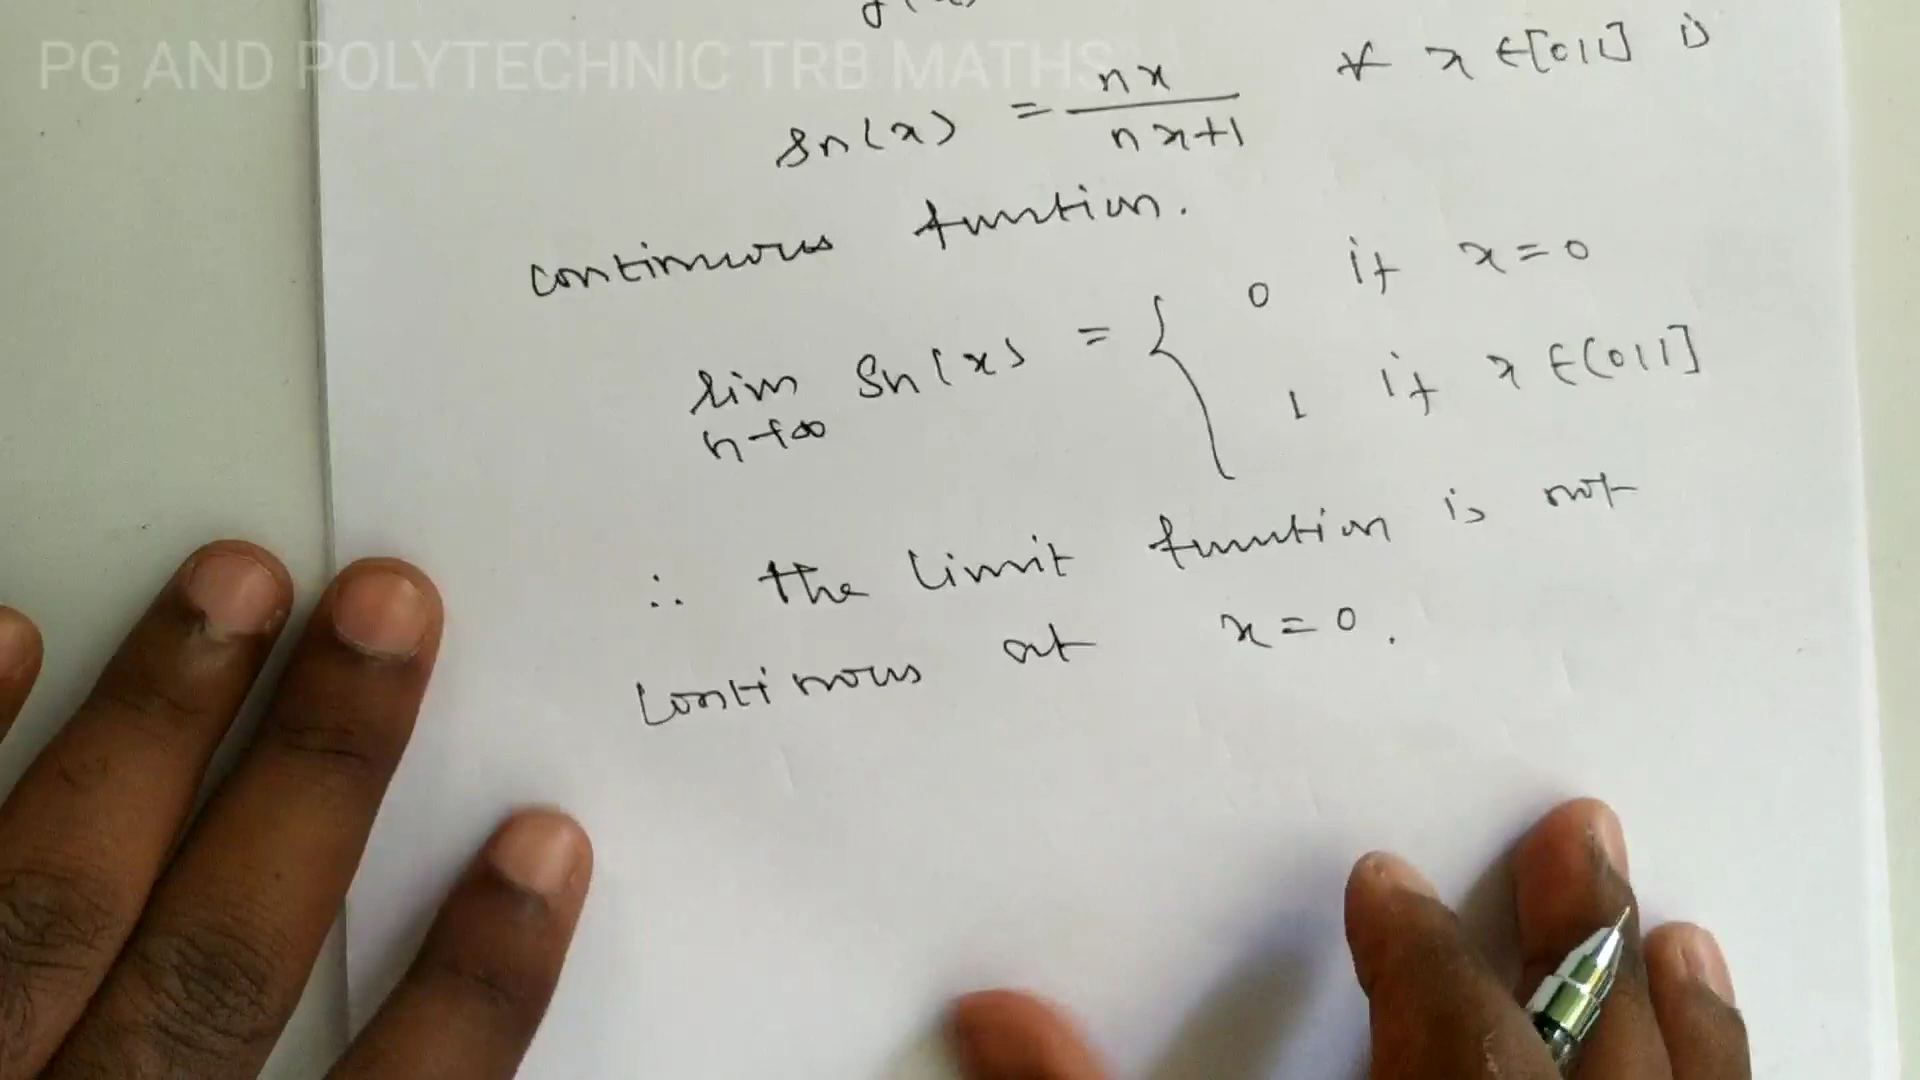 PG AND POLYTECHNIC TRB MATHS
Sn(x) = nx / nx+1 ∀ x ∈ [0,1] is
continuous function.
lim n→∞ Sn(x) = { 0 if x=0
1 if x ∈ (0,1]
∴ the limit function is not
continous at x=0.